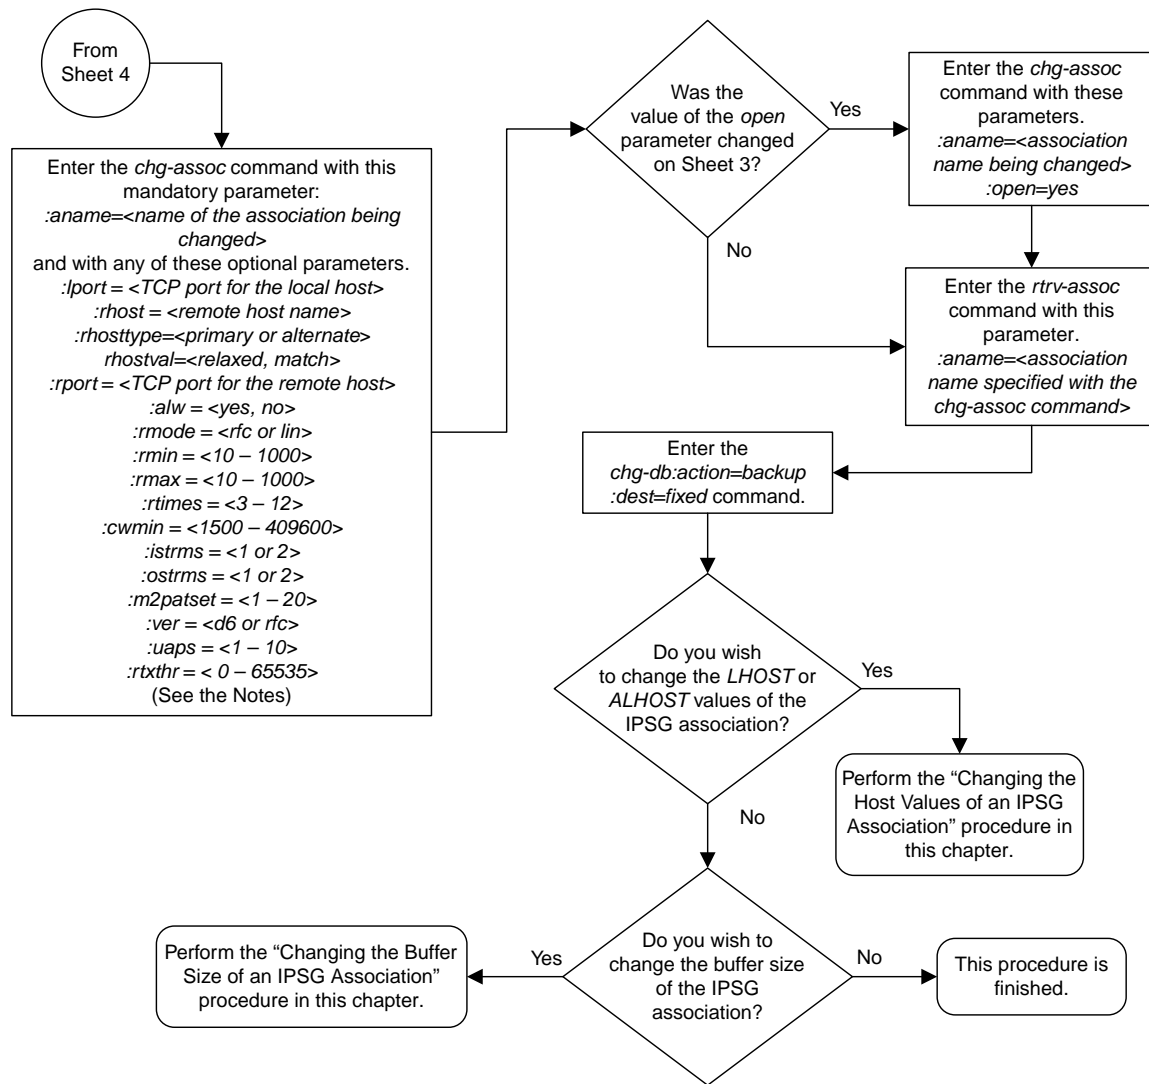 From
Sheet 4
Enter the chg-assoc command with this
mandatory parameter:
:aname=<name of the association being
changed>
and with any of these optional parameters.
:lport = <TCP port for the local host>
:rhost = <remote host name>
:rhosttype=<primary or alternate>
rhostval=<relaxed, match>
:rport = <TCP port for the remote host>
:alw = <yes, no>
:rmode = <rfc or lin>
:rmin = <10 – 1000>
:rmax = <10 – 1000>
:rtimes = <3 – 12>
:cwmin = <1500 – 409600>
:istrms = <1 or 2>
:ostrms = <1 or 2>
:m2patset = <1 – 20>
:ver = <d6 or rfc>
:uaps = <1 – 10>
:rtxthr = < 0 – 65535>
(See the Notes)
Was the
value of the open
parameter changed
on Sheet 3?
Yes
No
Enter the chg-assoc
command with these
parameters.
:aname=<association
name being changed>
:open=yes
Enter the rtrv-assoc
command with this
parameter.
:aname=<association
name specified with the
chg-assoc command>
Enter the
chg-db:action=backup
:dest=fixed command.
Do you wish
to change the LHOST or
ALHOST values of the
IPSG association?
Yes
No
Perform the “Changing the
Host Values of an IPSG
Association” procedure in
this chapter.
Do you wish to
change the buffer size
of the IPSG
association?
Yes
No
Perform the “Changing the Buffer
Size of an IPSG Association”
procedure in this chapter.
This procedure is
finished.